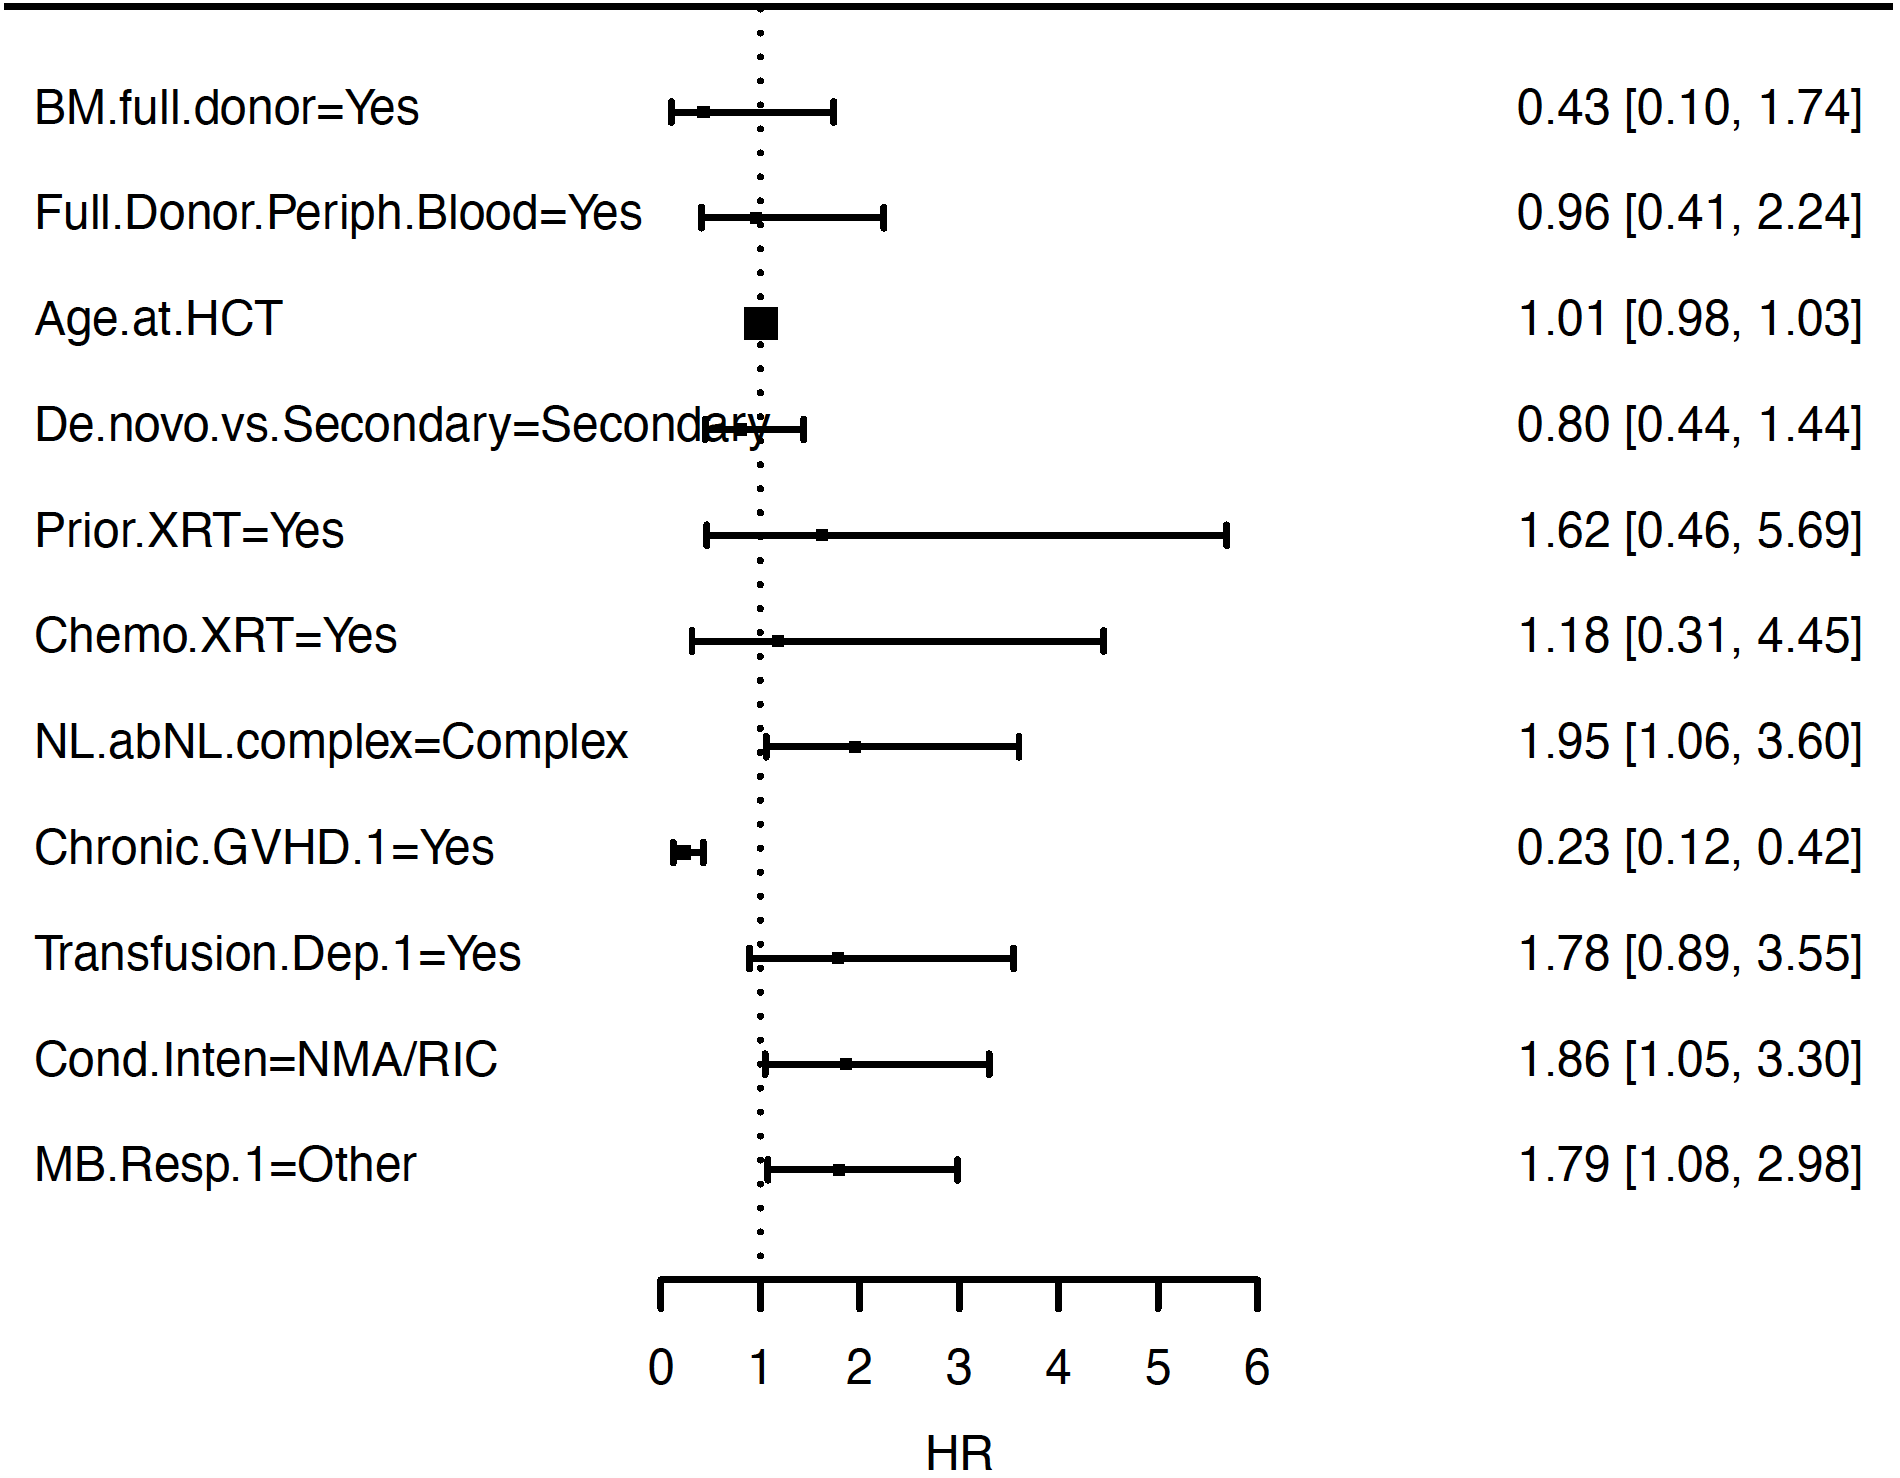 BM.full.donor=Yes 0.43 [0.10, 1.74]
Full.Donor.Periph.Blood=Yes 0.96 [0.41, 2.24]
Age.at.HCT 1.01 [0.98, 1.03]
De.novo.vs.Secondary=Secondary 0.80 [0.44, 1.44]
Prior.XRT=Yes 1.62 [0.46, 5.69]
Chemo.XRT=Yes 1.18 [0.31, 4.45]
NL.abNL.complex=Complex 1.95 [1.06, 3.60]
Chronic.GVHD.1=Yes 0.23 [0.12, 0.42]
Transfusion.Dep.1=Yes 1.78 [0.89, 3.55]
Cond.Inten=NMA/RIC 1.86 [1.05, 3.30]
MB.Resp.1=Other 1.79 [1.08, 2.98]
0 1 2 3 4 5 6
HR